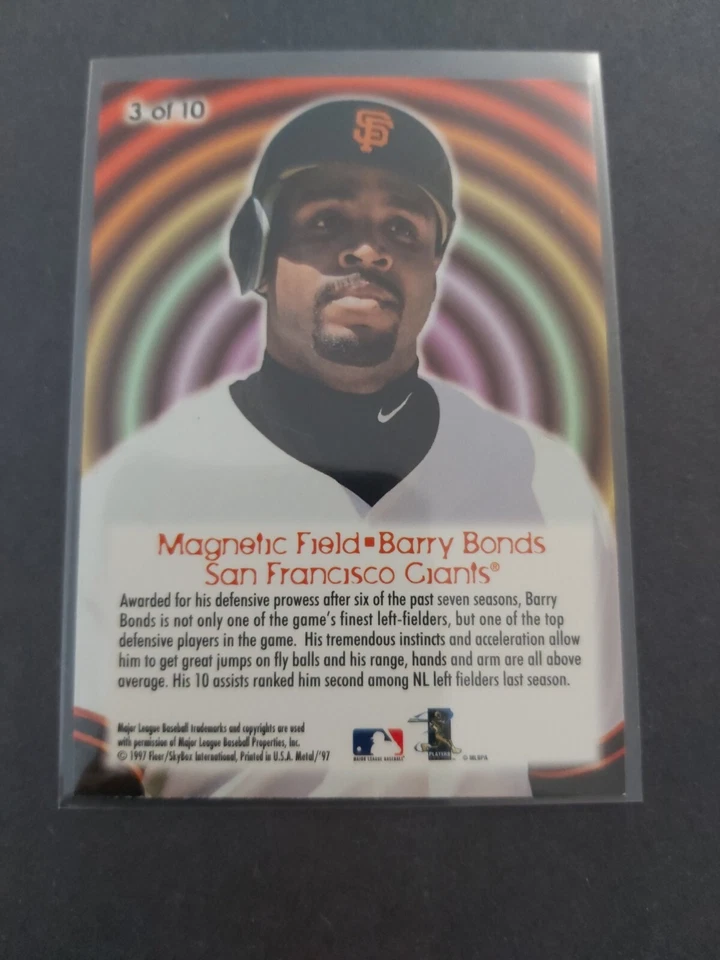 3 of 10
SF
Magnetic Field▪Barry Bonds
San Francisco Giants®
Awarded for his defensive prowess after six of the past seven seasons, Barry
Bonds is not only one of the game's finest left-fielders, but one of the top
defensive players in the game.  His tremendous instincts and acceleration allow
him to get great jumps on fly balls and his range, hands and arm are all above
average. His 10 assists ranked him second among NL left fielders last season.
Major League Baseball trademarks and copyrights are used
with permission of Major League Baseball Properties, Inc.
© 1997 Fleer/SkyBox International, Printed in U.S.A. Metal/'97
MAJOR LEAGUE BASEBALL
PLAYERS
© MLBPA